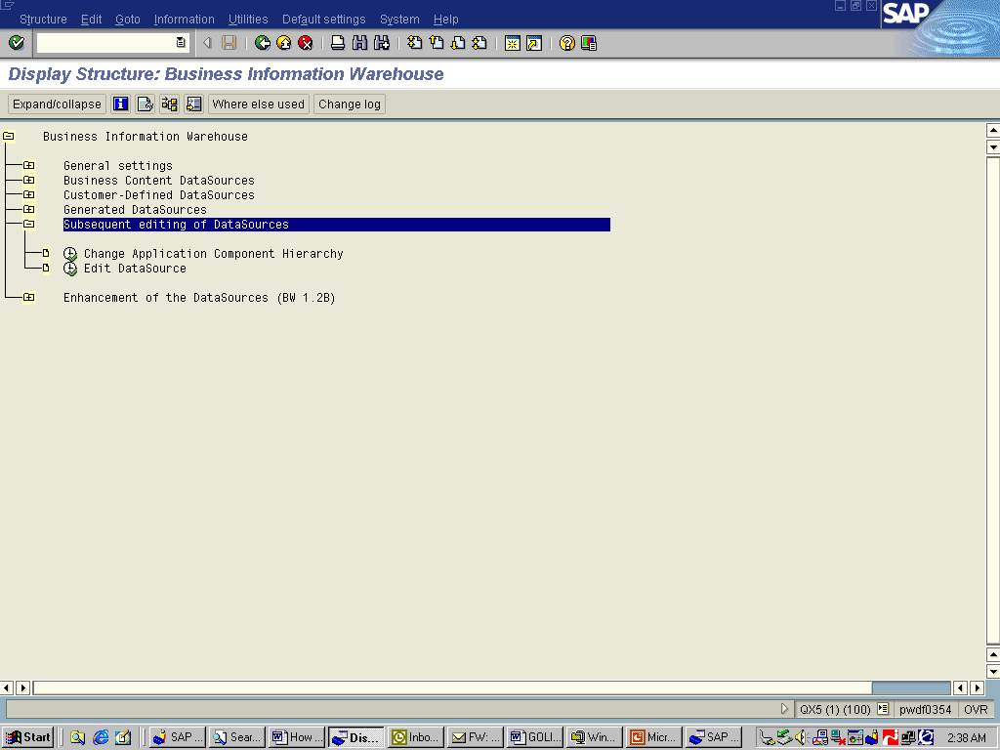 Structure Edit Goto Information Utilities Default settings System Help
SAP
Display Structure: Business Information Warehouse
Expand/collapse Where else used Change log
Business Information Warehouse
General settings
Business Content DataSources
Customer-Defined DataSources
Generated DataSources
Subsequent editing of DataSources
Change Application Component Hierarchy
Edit DataSource
Enhancement of the DataSources (BW 1.2B)
QX5 (1) (100) pwdf0354 OVR
Start SAP ... Sear... How ... Dis... Inbo... FW: ... GOLI... Win... Micr... SAP ... 2:38 AM